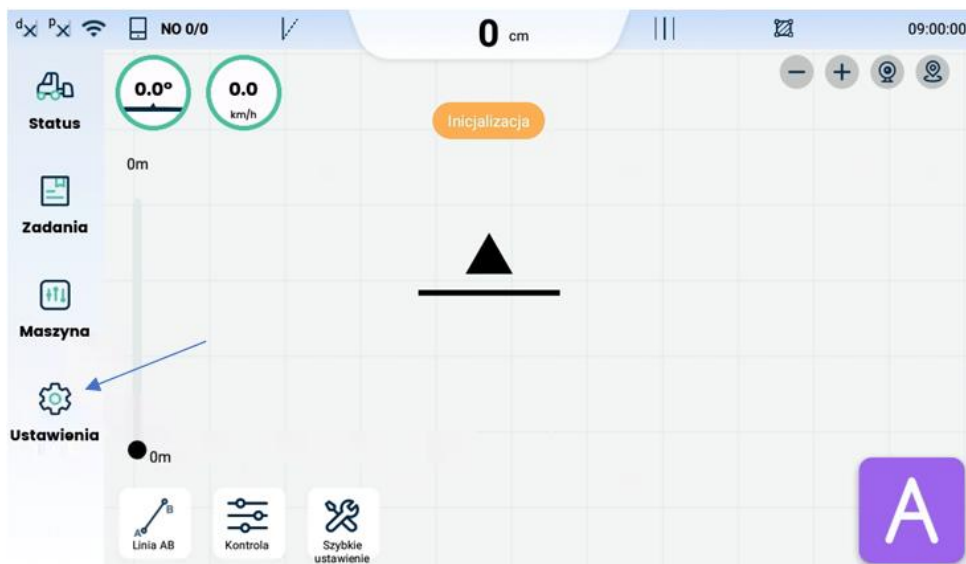 d P NO 0/0 0 cm 09:00:00
Status
0.0°
0.0
km/h
Inicjalizacja
0m
Zadania
Maszyna
Ustawienia
0m
A B
Linia AB
Kontrola
Szybkie
ustawienie
A